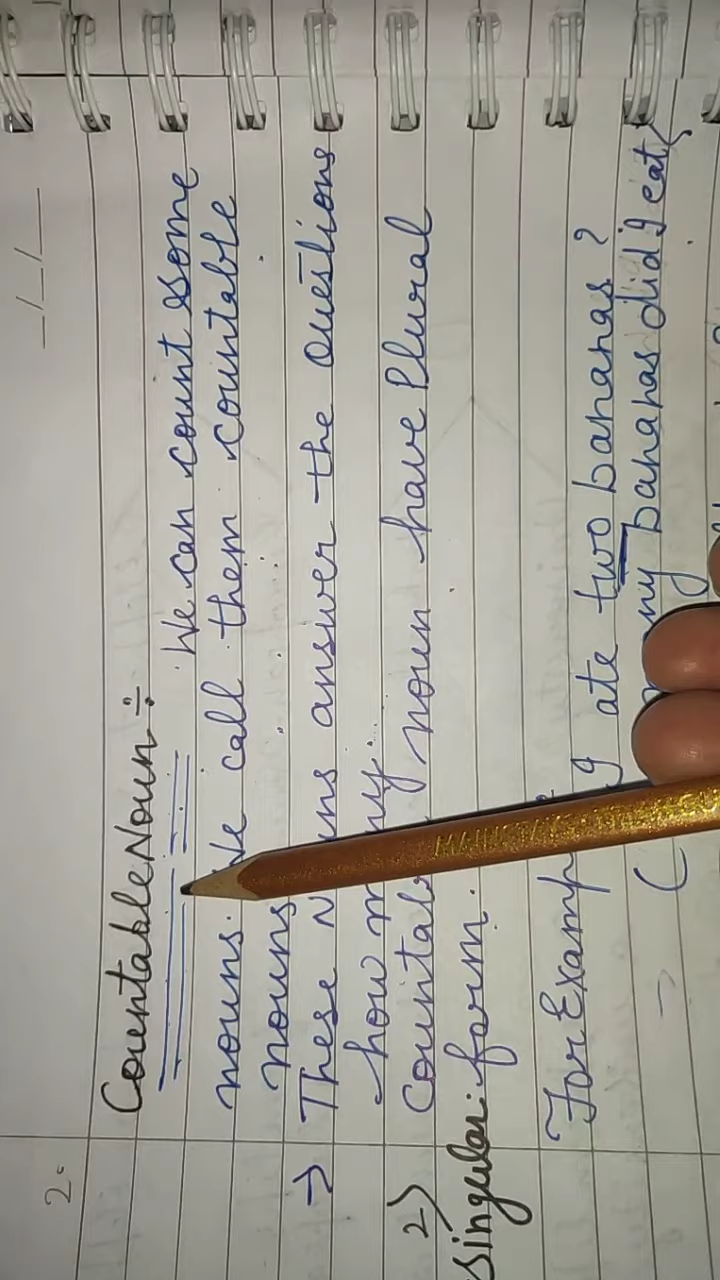 2.
Countable Noun ÷
We can count some
nouns. We call them countable
nouns
→ These Nouns answer the Questions
how many.
2) Countable noun have Plural
Singular form.
For Example I ate two bananas?
→ ( many bananas did I eat